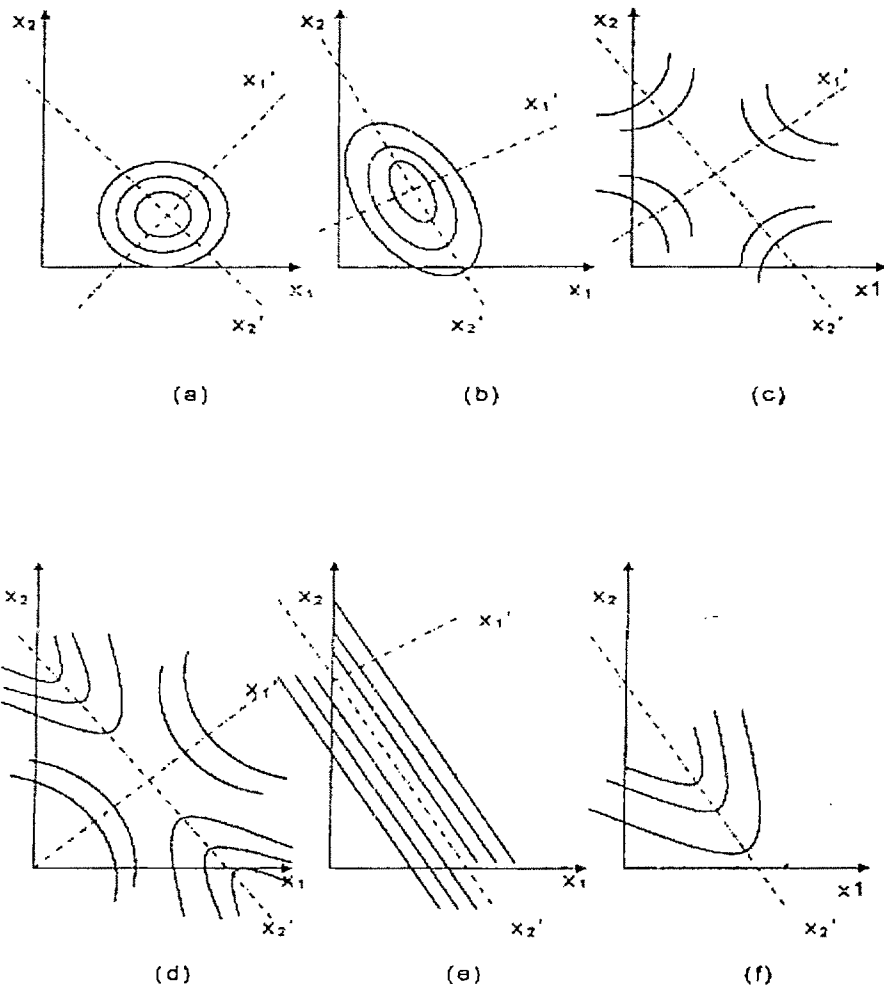 x₂
x₁'
x₁
x₂'
(a)
x₂
x₁'
x₁
x₂'
(b)
x₂
x₁'
x1
x₂'
(c)
x₂
x₁
x₁
x₂'
(d)
x₂
x₁'
x₁
x₂'
(e)
x₂
x1
x₂'
(f)